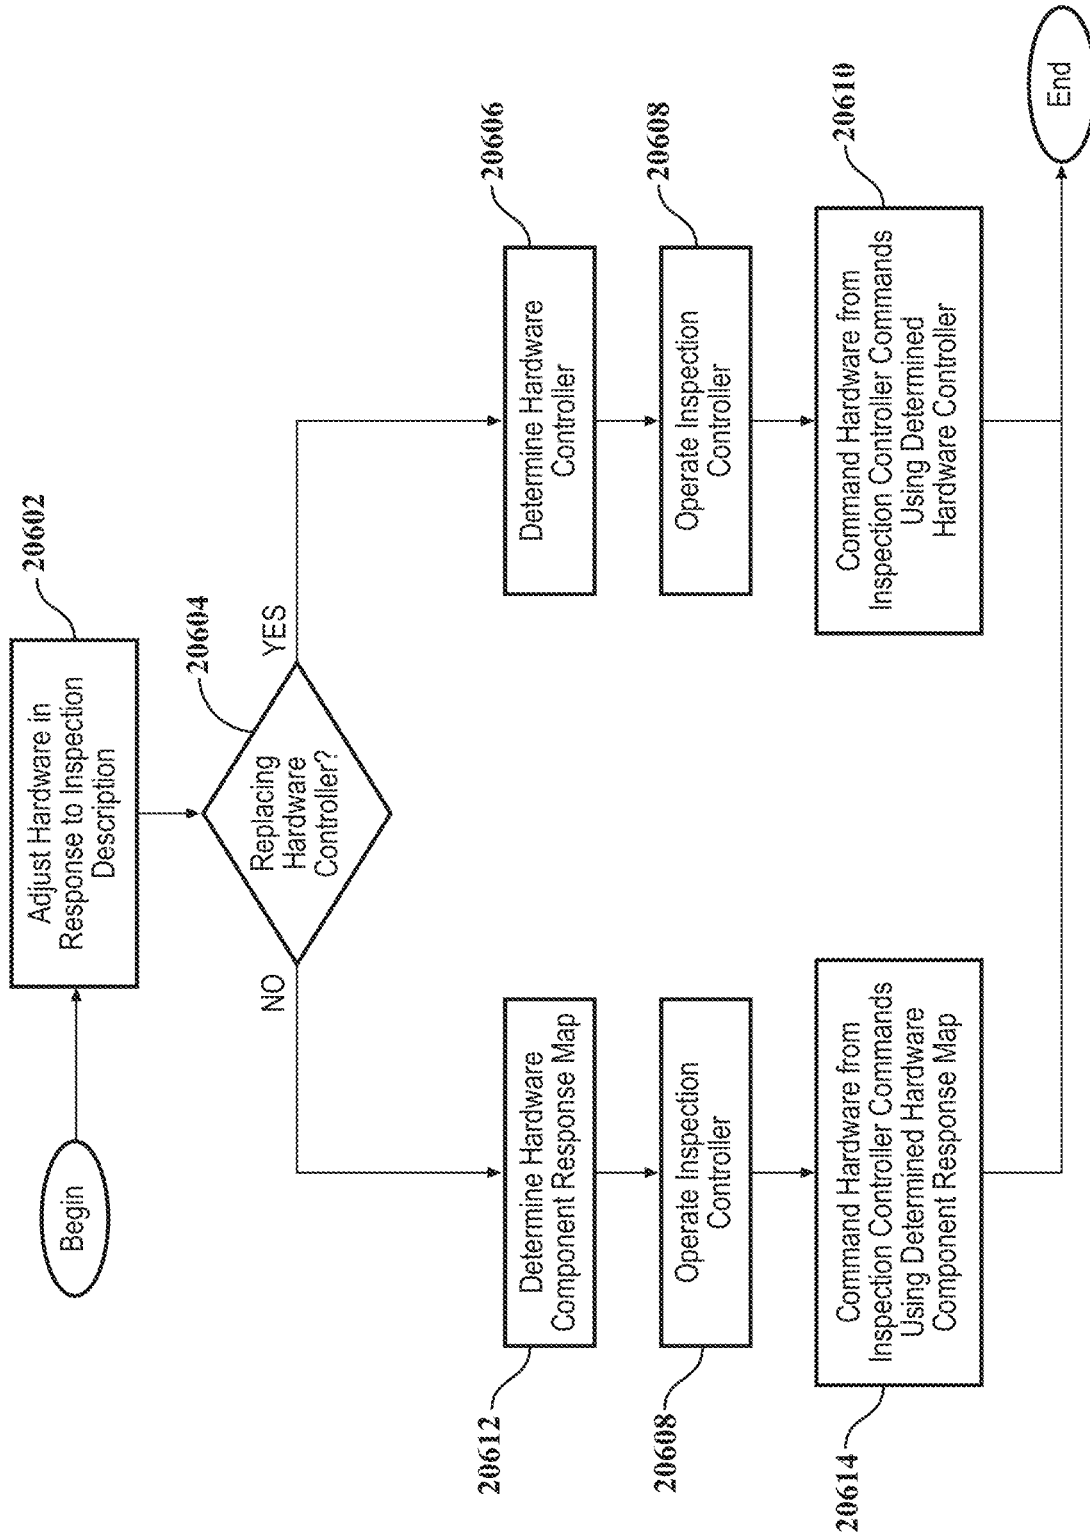 Begin
Adjust Hardware in
Response to Inspection
Description
20602
20604
Replacing
Hardware
Controller?
NO
YES
Determine Hardware
Component Response Map
20612
Determine Hardware
Controller
20606
Operate Inspection
Controller
20608
Operate Inspection
Controller
20608
Command Hardware from
Inspection Controller Commands
Using Determined Hardware
Component Response Map
20614
Command Hardware from
Inspection Controller Commands
Using Determined
Hardware Controller
20610
End